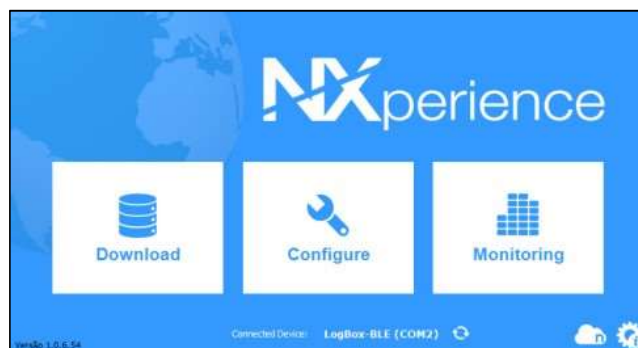 NXperience
Download
Configure
Monitoring
Connected Device: LogBox-BLE (COM2)
Versão 1.0.6.54
n